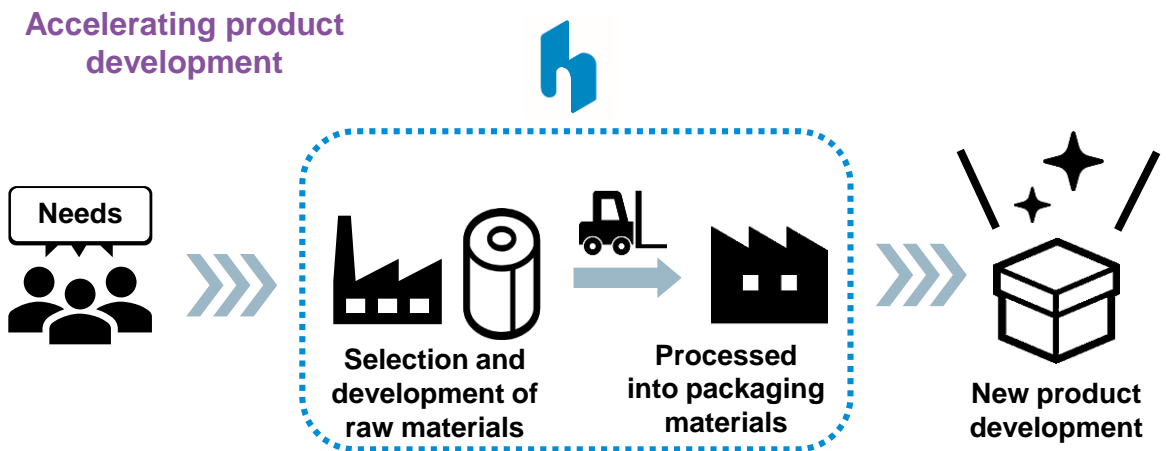 Accelerating product
development
Needs
Selection and
development of
raw materials
Processed
into packaging
materials
New product
development